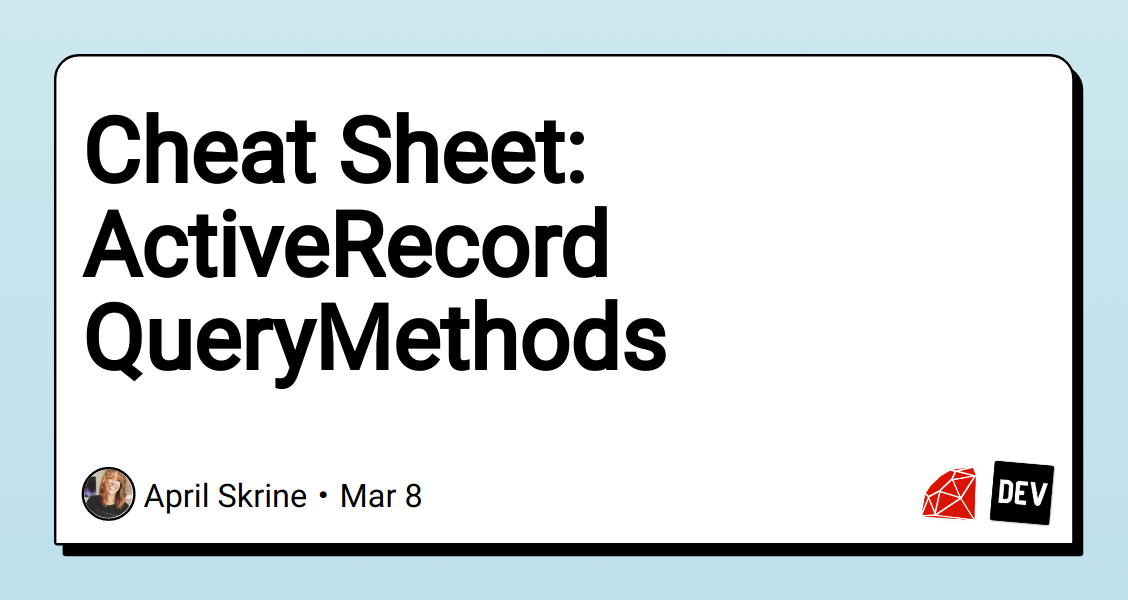 Cheat Sheet:
ActiveRecord
QueryMethods
April Skrine • Mar 8
DEV